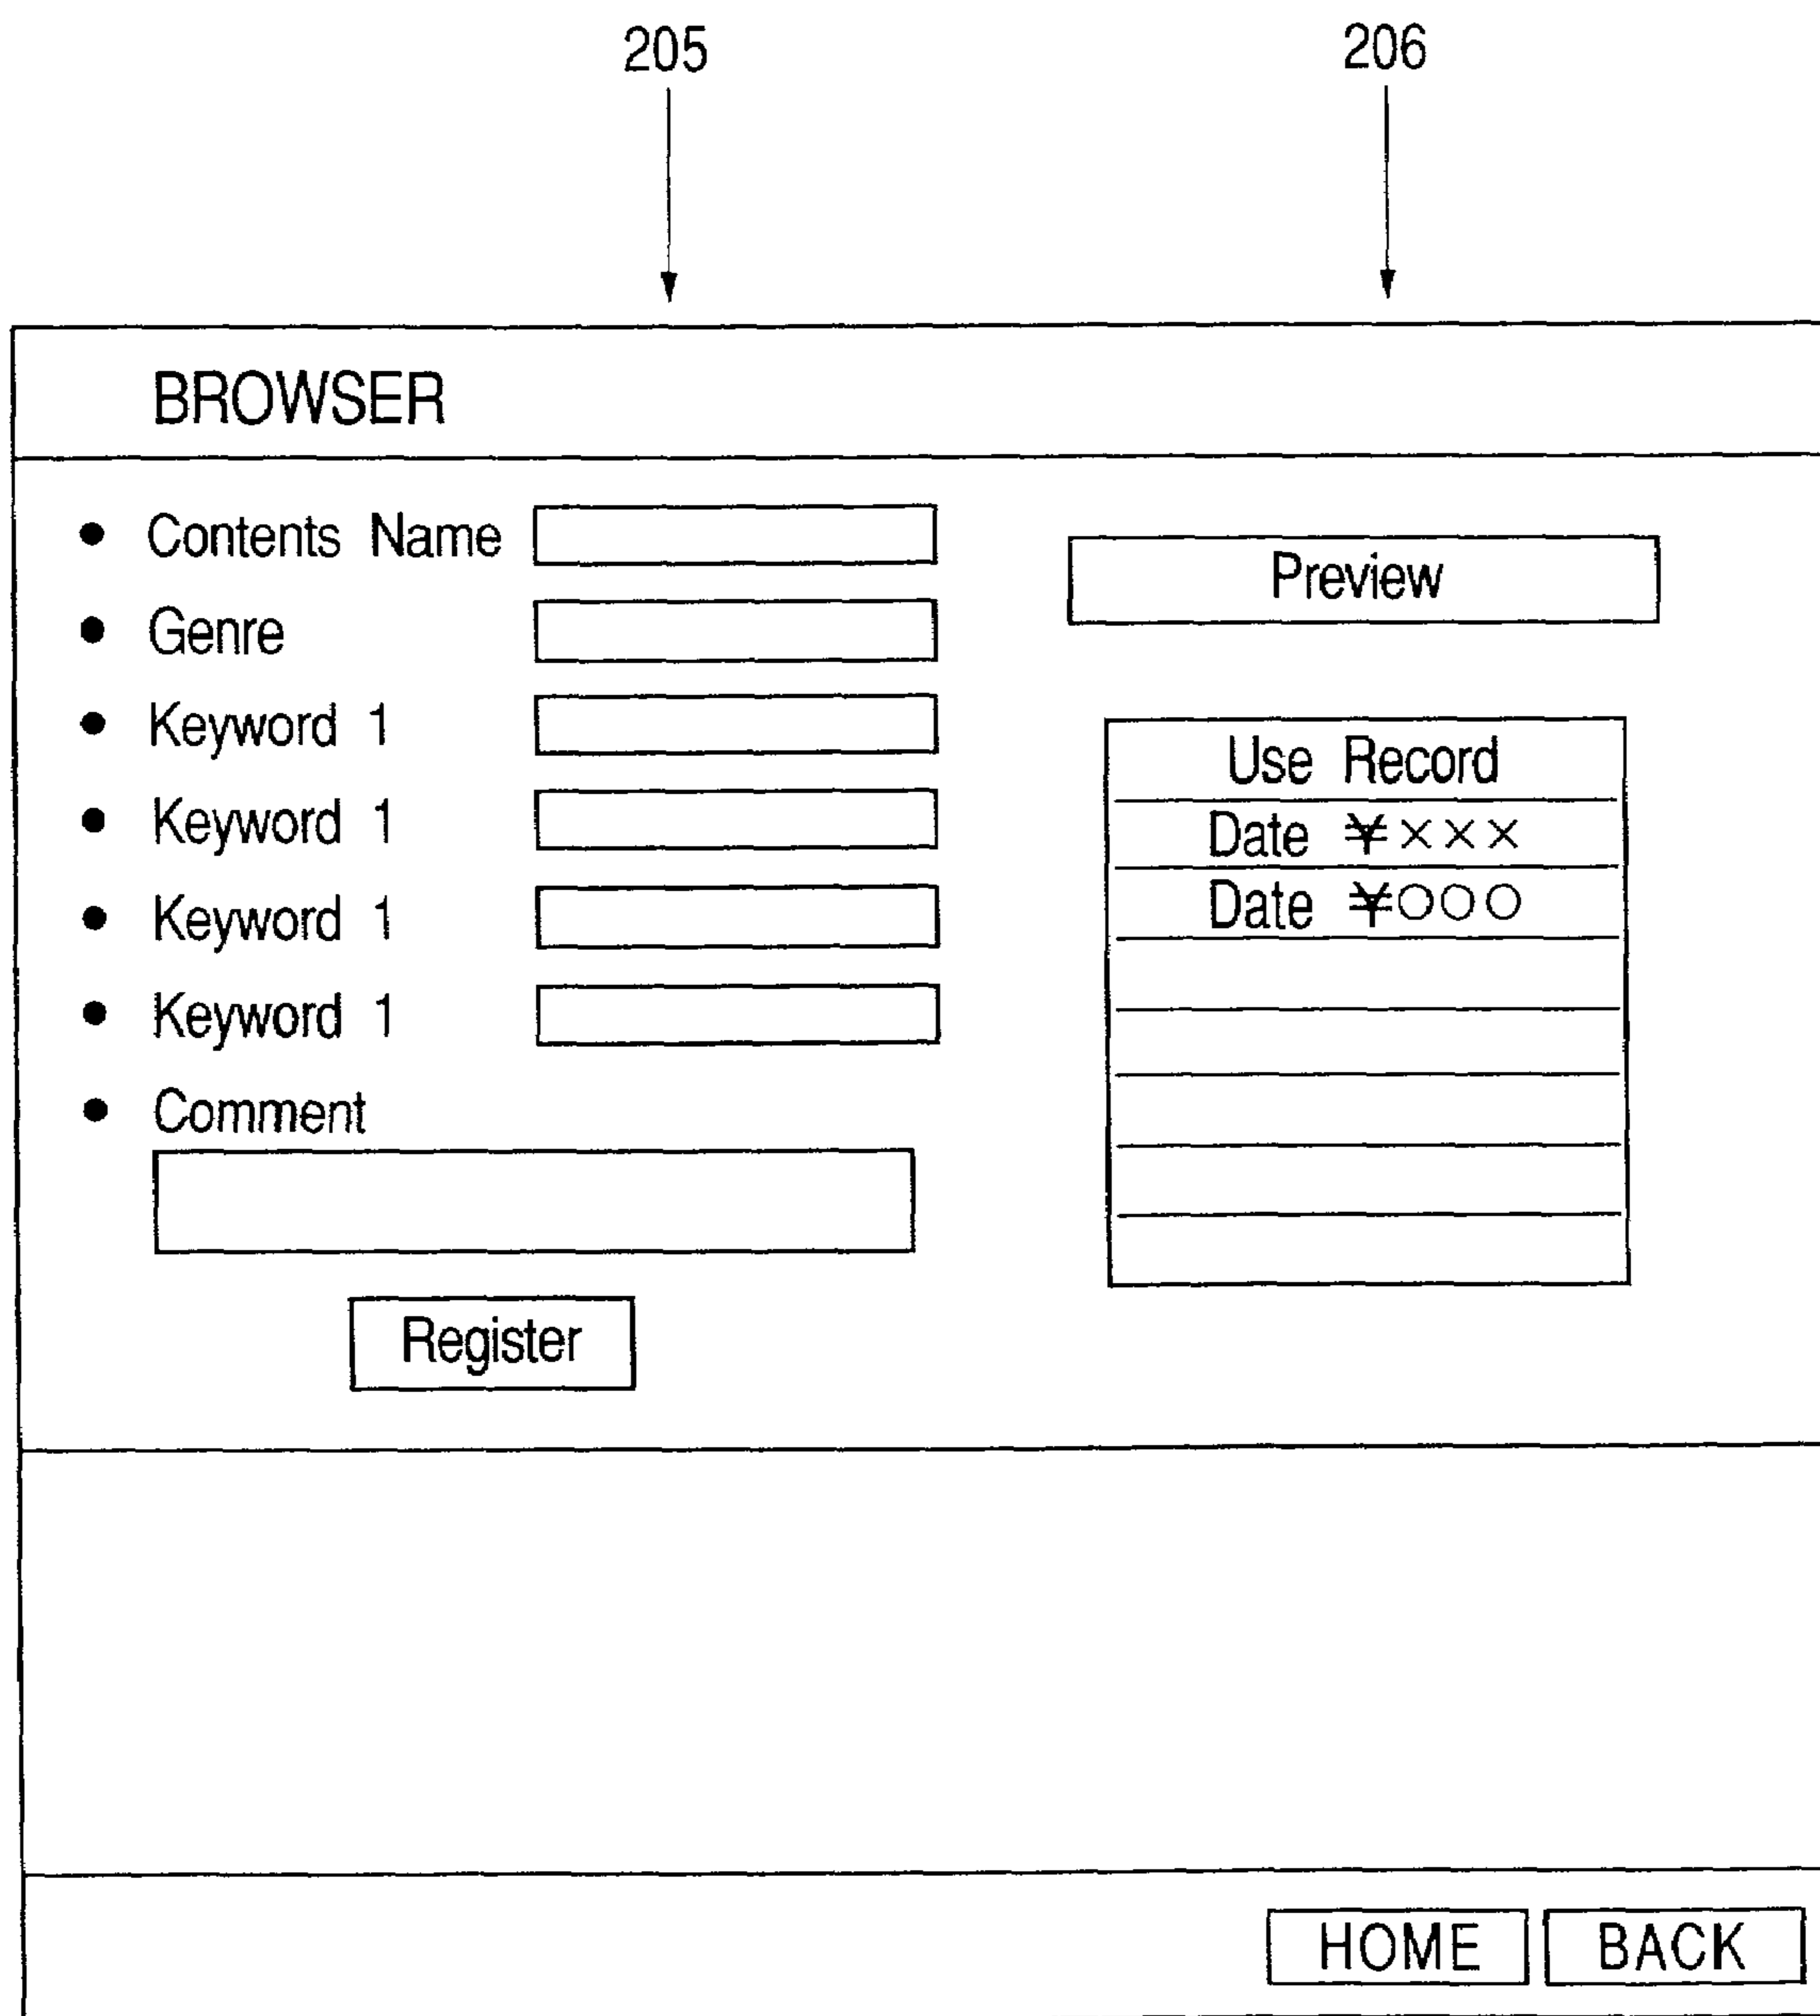 205 206
BROWSER
• Contents Name
• Genre
• Keyword 1
• Keyword 1
• Keyword 1
• Keyword 1
• Comment
Register
Preview
Use Record
Date ¥×××
Date ¥○○○
HOME BACK